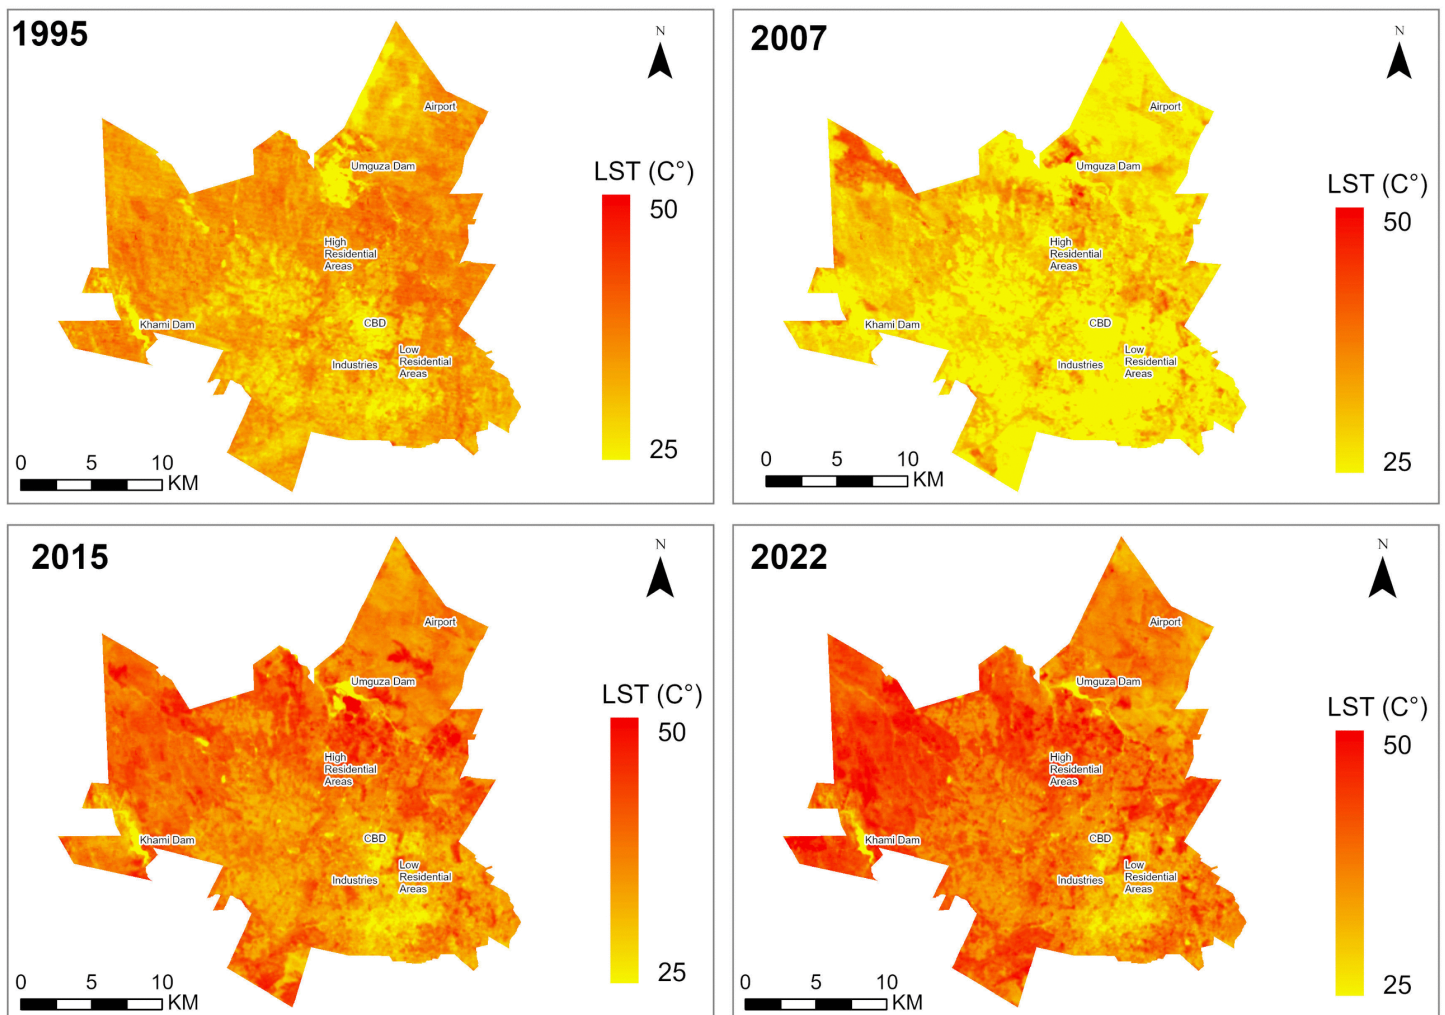 1995
N
Airport
Umguza Dam
High
Residential
Areas
Khami Dam
CBD
Low
Residential
Areas
Industries
LST (C°)
50
25
0 5 10
KM
2007
N
Airport
Umguza Dam
High
Residential
Areas
Khami Dam
CBD
Low
Residential
Areas
Industries
LST (C°)
50
25
0 5 10
KM
2015
N
Airport
Umguza Dam
High
Residential
Areas
Khami Dam
CBD
Low
Residential
Areas
Industries
LST (C°)
50
25
0 5 10
KM
2022
N
Airport
Umguza Dam
High
Residential
Areas
Khami Dam
CBD
Low
Residential
Areas
Industries
LST (C°)
50
25
0 5 10
KM